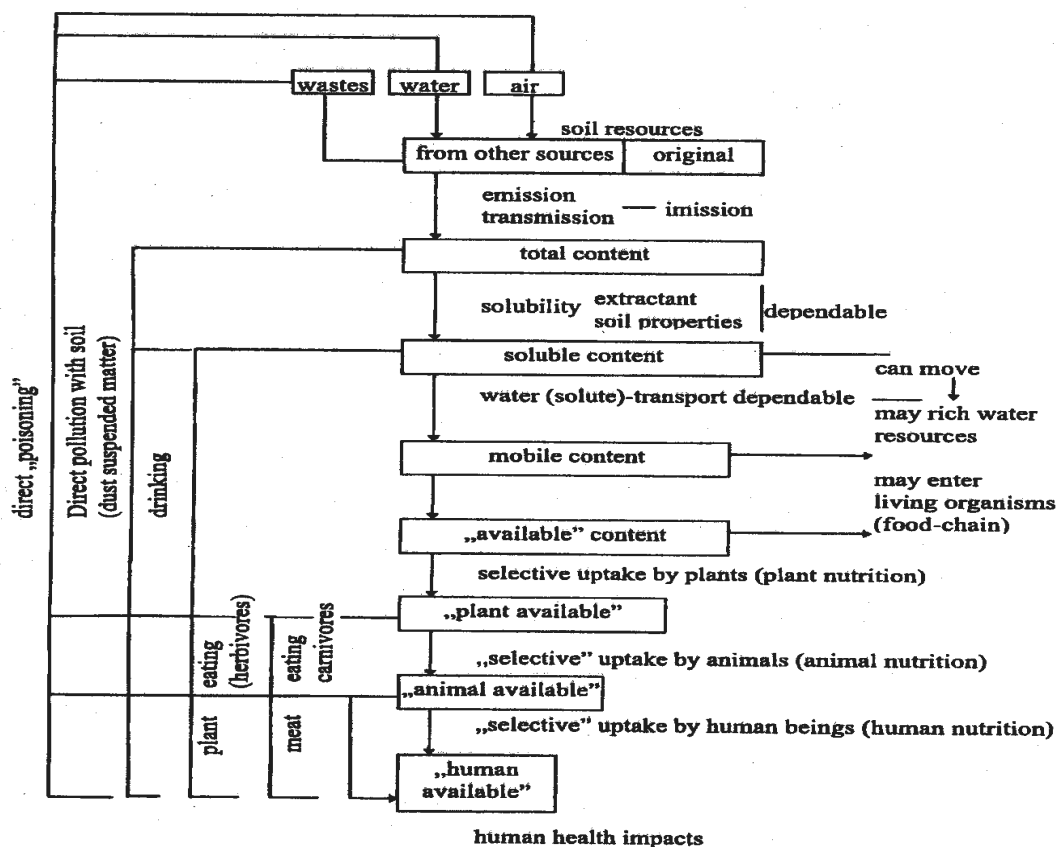 wastes
water
air
soil resources
from other sources
original
emission
transmission — imission
total content
solubility
extractant
soil properties
dependable
soluble content
can move
water (solute)-transport dependable
may rich water
resources
mobile content
may enter
living organisms
(food-chain)
„available” content
selective uptake by plants (plant nutrition)
„plant available”
„selective” uptake by animals (animal nutrition)
„animal available”
„selective” uptake by human beings (human nutrition)
„human
available”
human health impacts
direct „poisoning”
Direct pollution with soil
(dust suspended matter)
drinking
plant eating
(herbivores)
meat eating
carnivores